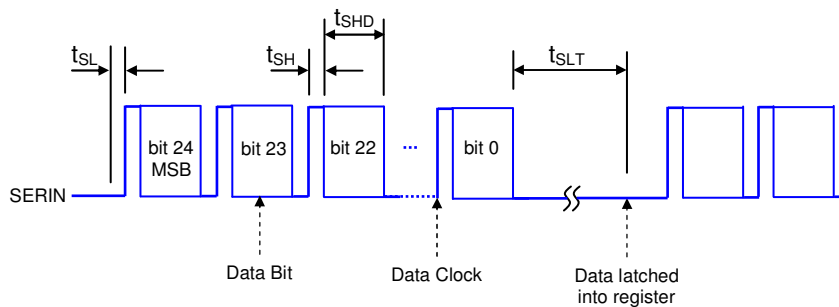 tSHD
tSL
tSH
tSLT
bit 24
MSB
bit 23
bit 22
...
bit 0
SERIN
Data Bit
Data Clock
Data latched
into register